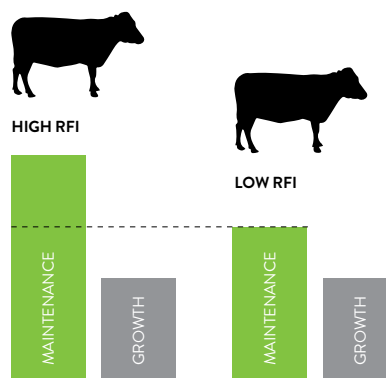 HIGH RFI
LOW RFI
MAINTENANCE
GROWTH
MAINTENANCE
GROWTH